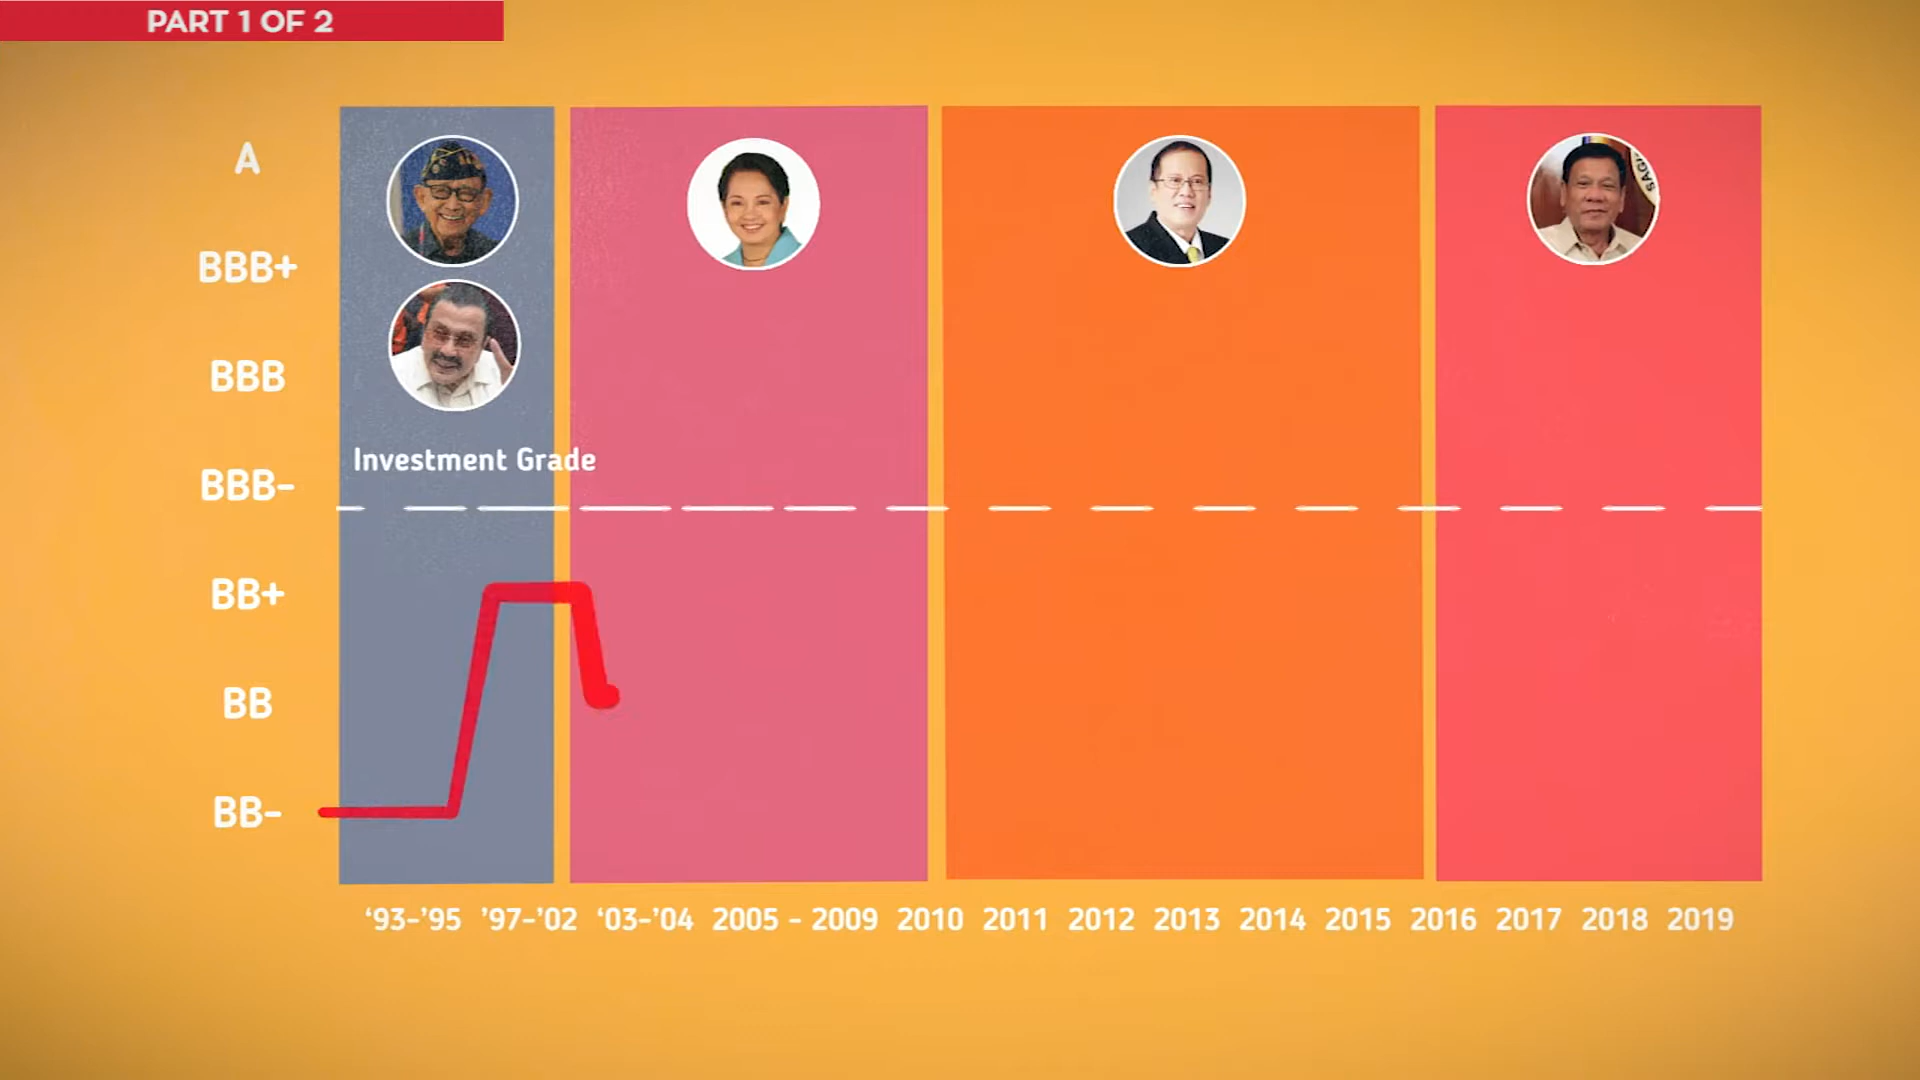 PART 1 OF 2
A
BBB+
BBB
Investment Grade
BBB-
BB+
BB
BB-
‘93-’95 ’97-’02 ‘03-’04 2005 - 2009 2010 2011 2012 2013 2014 2015 2016 2017 2018 2019
SAGI